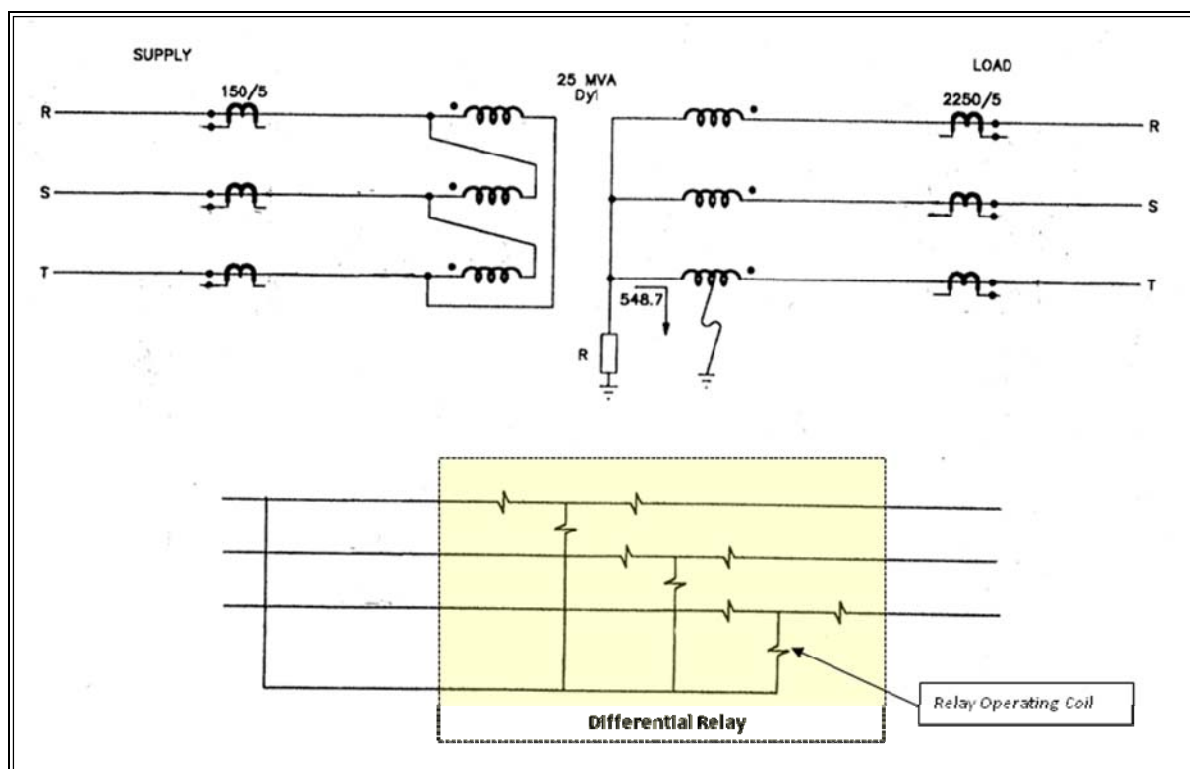 SUPPLY
25 MVA
Dy1
LOAD
150/5
2250/5
R
R
S
S
T
T
548.7
R
Relay Operating Coil
Differential Relay